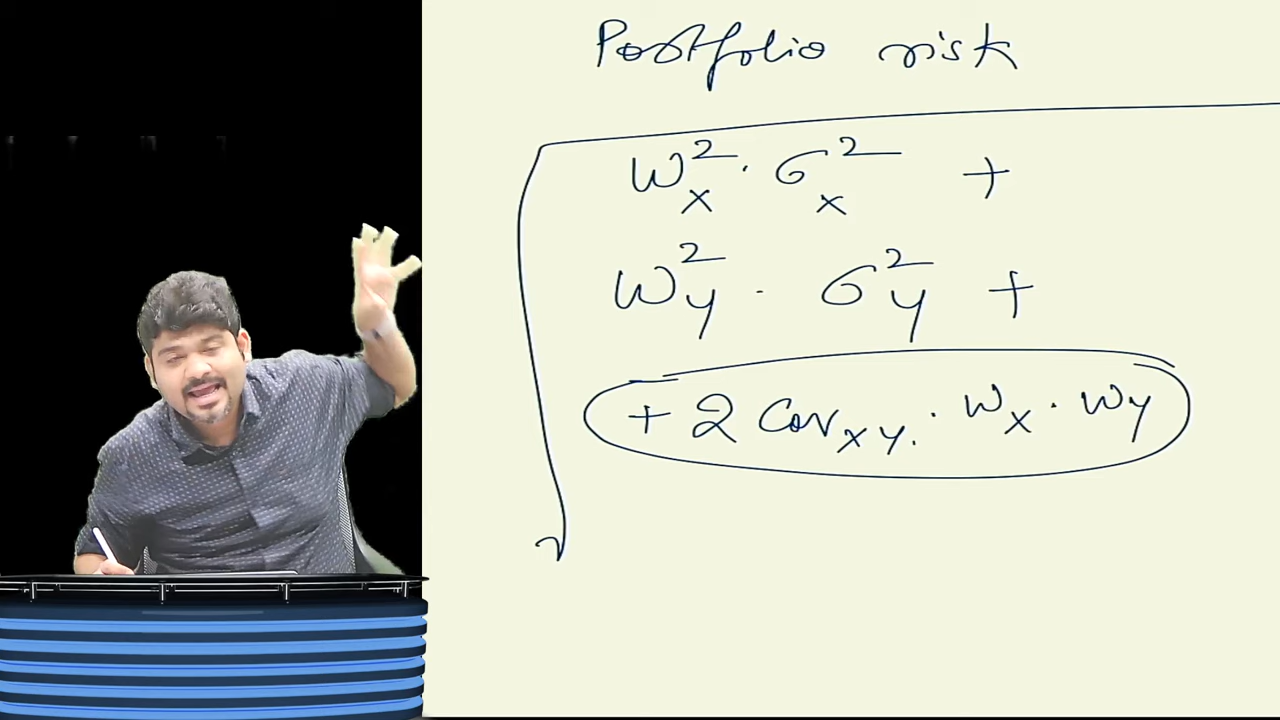 Portfolio risk
√ w²ₓ · σ²ₓ +
w²y · σ²y +
+ 2 Covxy · wx · wy